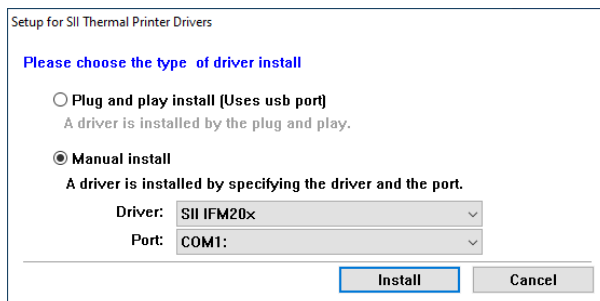 Setup for SII Thermal Printer Drivers
Please choose the type of driver install
Plug and play install (Uses usb port)
A driver is installed by the plug and play.
Manual install
A driver is installed by specifying the driver and the port.
Driver: SII IFM20x
Port: COM1:
Install Cancel